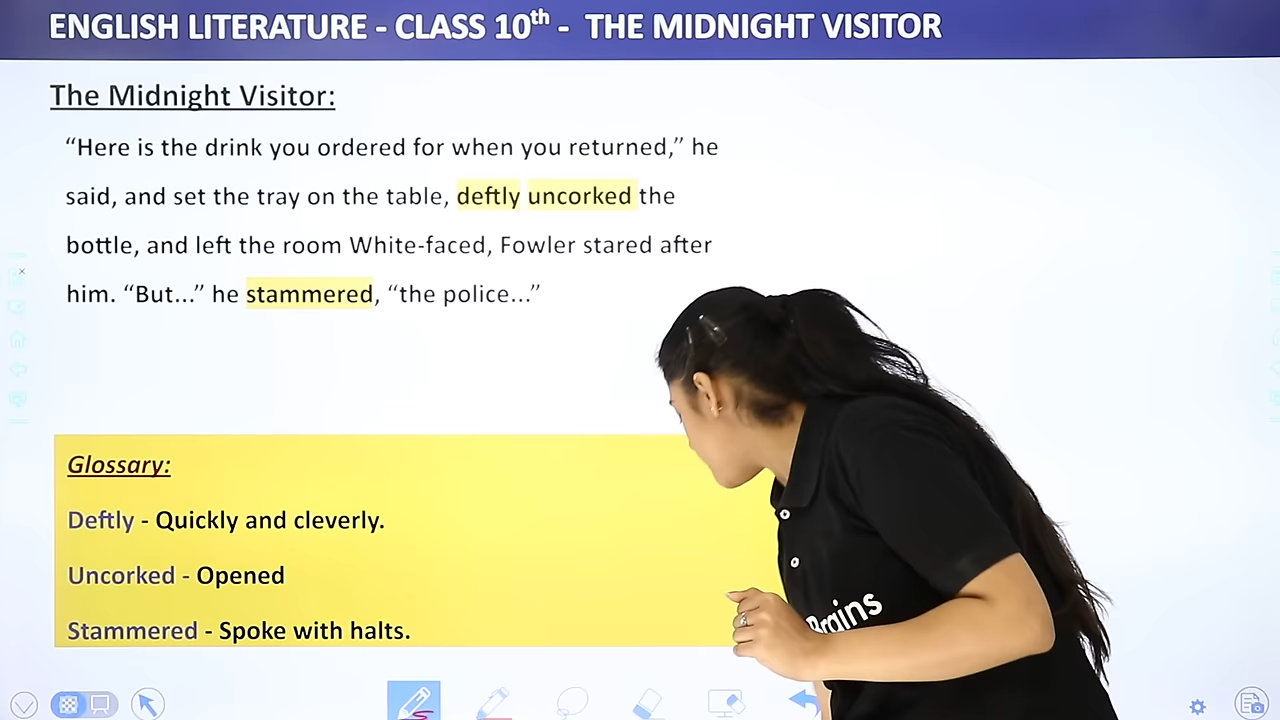 ENGLISH LITERATURE - CLASS 10th - THE MIDNIGHT VISITOR
The Midnight Visitor:
“Here is the drink you ordered for when you returned,” he
said, and set the tray on the table, deftly uncorked the
bottle, and left the room White-faced, Fowler stared after
him. “But...” he stammered, “the police...”
Glossary:
Deftly - Quickly and cleverly.
Uncorked - Opened
Stammered - Spoke with halts.
Brains